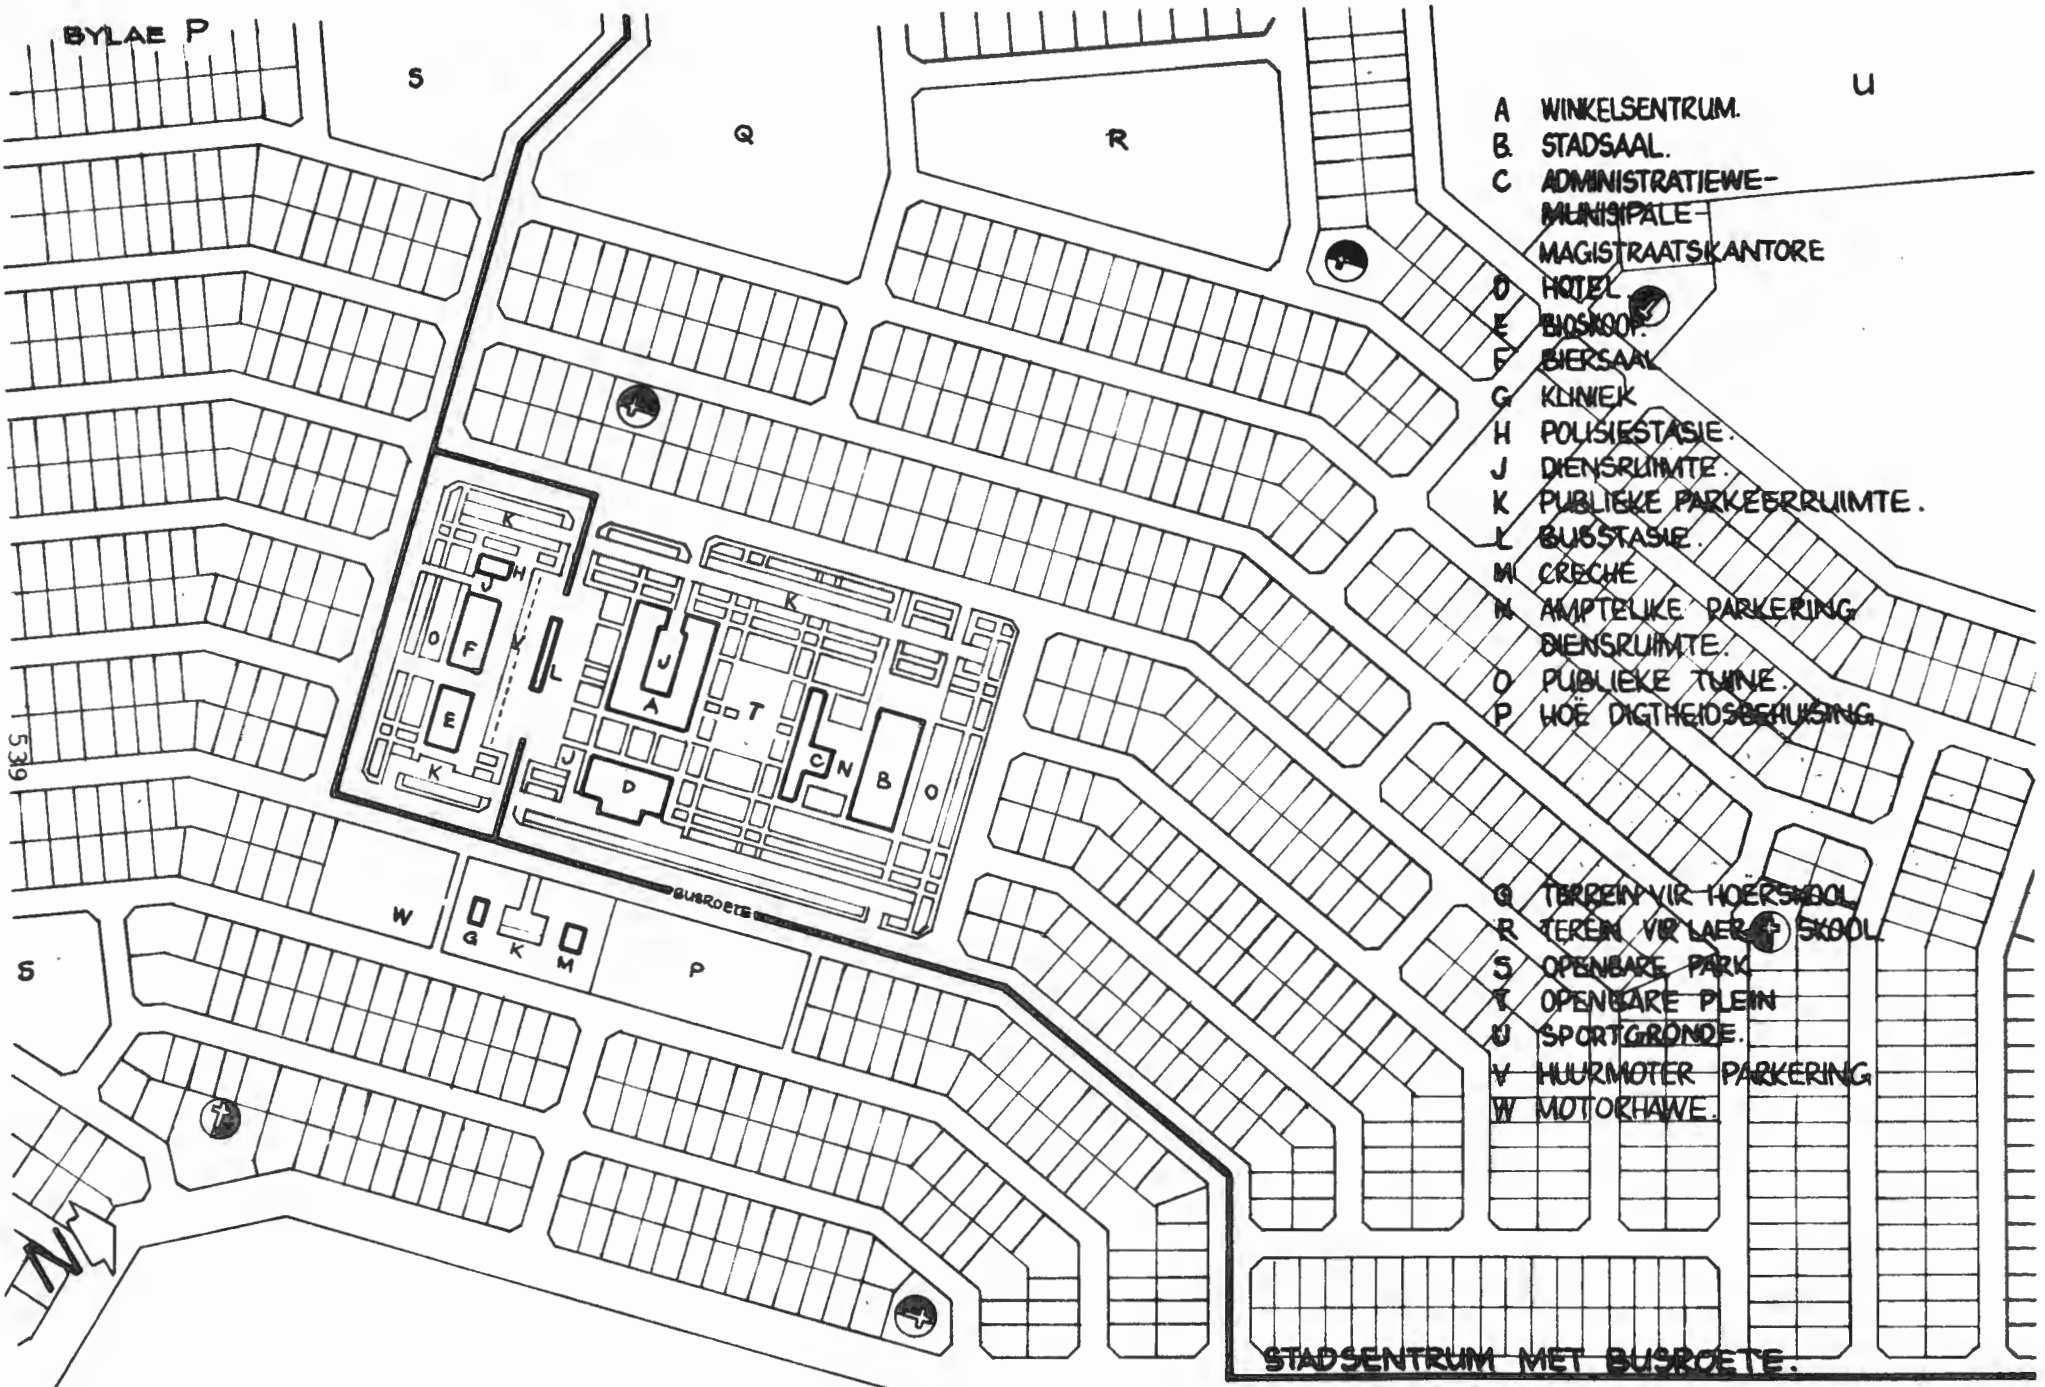 BYLAE P
S
Q
R
U
A WINKELSENTRUM.
B. STADSAAL.
C ADMINISTRATIEWE-
MUNISIPALE-
MAGISTRAATSKANTORE
D HOTEL.
E BIOSKOOP.
F BIERSAAL
G KLINIEK
H POLISIESTASIE.
J DIENSRUIMTE.
K PUBLIEKE PARKEERRUIMTE.
L BUSSTASIE.
M CRECHE
N AMPTELIKE PARKERING
DIENSRUIMTE.
O PUBLIEKE TUINE.
P HOË DIGTHEIDSBEHUISING
Q TERREIN VIR HOËRSKOOL
R TEREIN VIR LAER SKOOL.
S OPENBARE PARK
T OPENBARE PLEIN
U SPORTGRONDE.
V HUURMOTER PARKERING
W MOTORHAWE.
K
H
J
K
O
F
V
L
J
A
T
E
K
J
D
C
N
B
O
539
BUSROETE
W
G
K
M
P
S
N
STADSENTRUM MET BUSROETE.